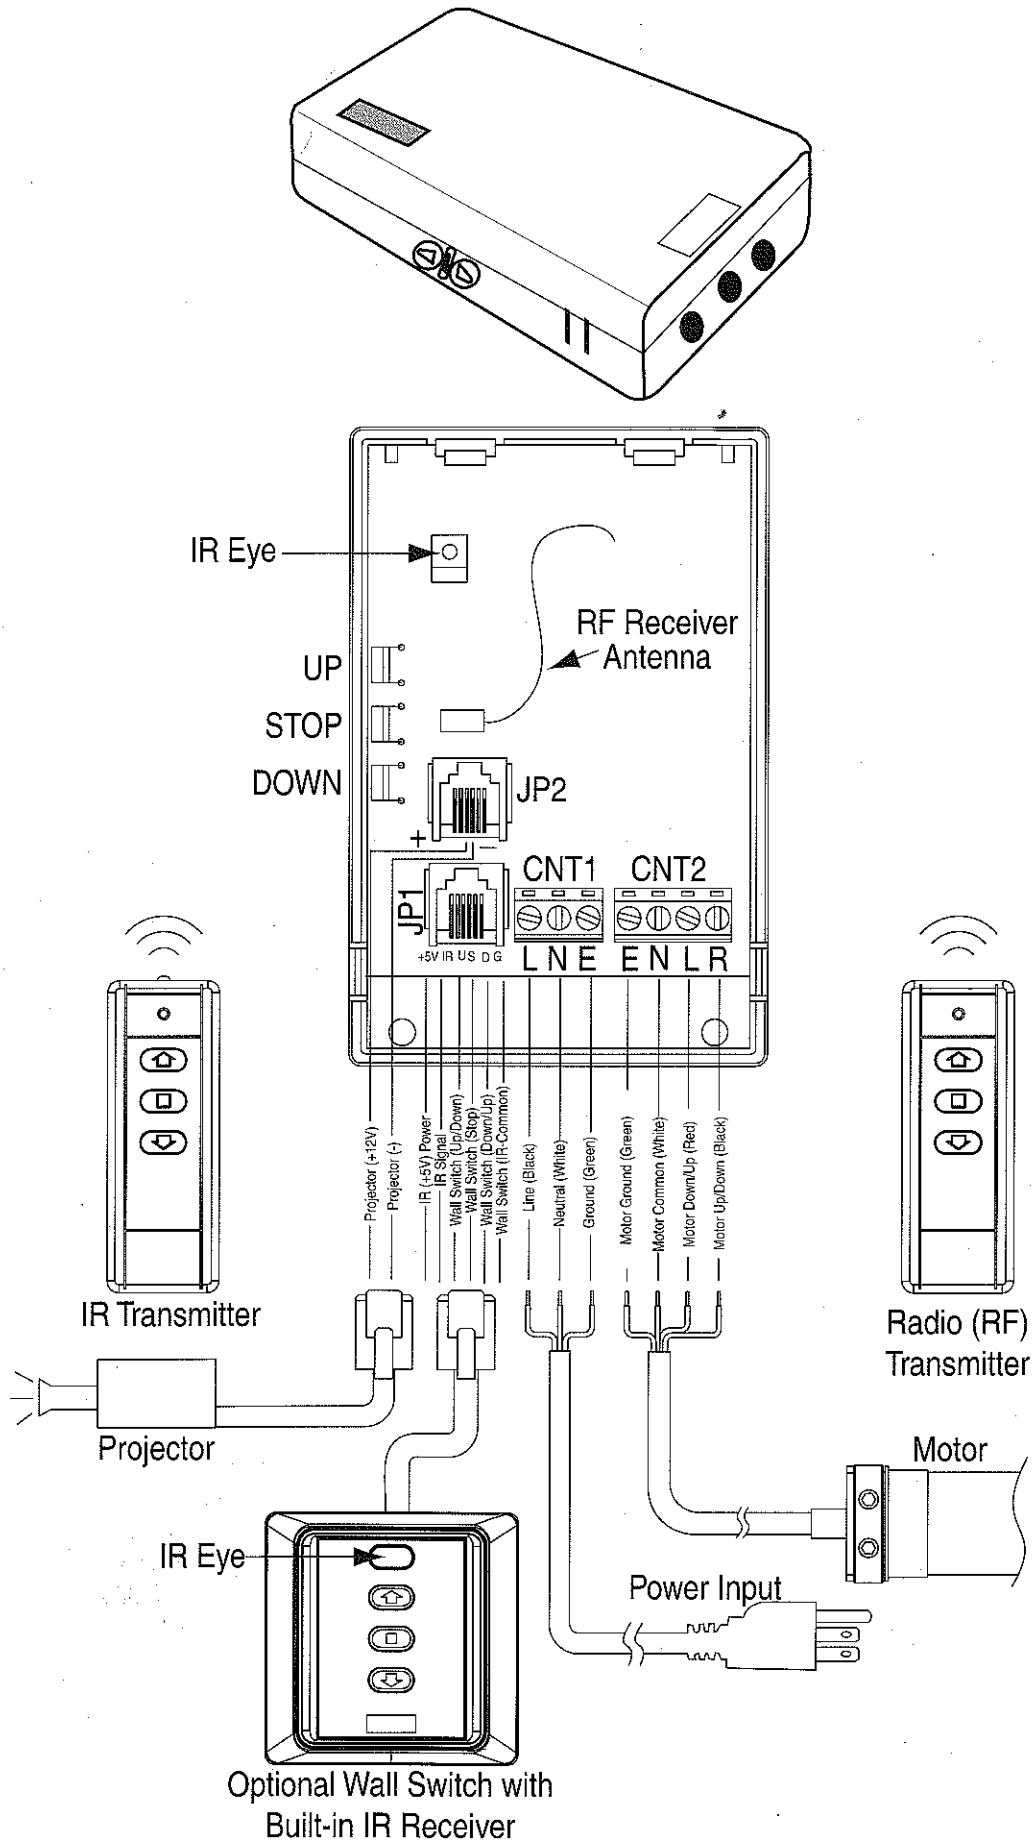 IR Eye
RF Receiver
Antenna
UP
STOP
DOWN
JP2
+ −
JP1
CNT1
CNT2
+5V IR U S D G
L N E
E N L R
Projector (+12V)
Projector (-)
IR (+5V) Power
IR Signal
Wall Switch (Up/Down)
Wall Switch (Stop)
Wall Switch (Down/Up)
Wall Switch (IR-Common)
Line (Black)
Neutral (White)
Ground (Green)
Motor Ground (Green)
Motor Common (White)
Motor Down/Up (Red)
Motor Up/Down (Black)
IR Transmitter
Radio (RF)
Transmitter
Projector
Motor
IR Eye
Power Input
Optional Wall Switch with
Built-in IR Receiver